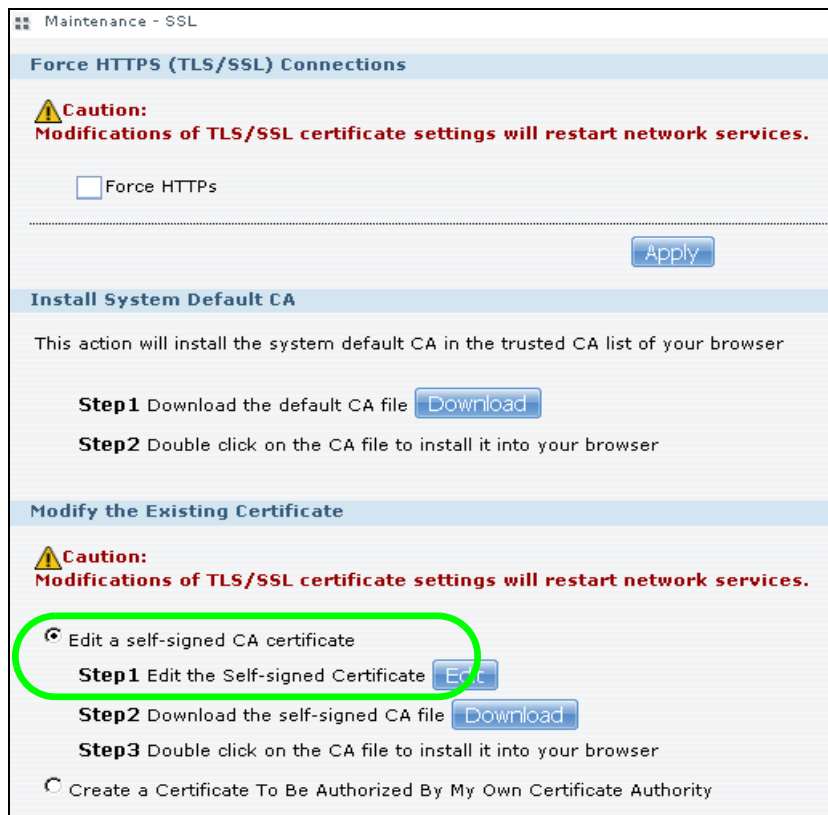 Maintenance - SSL
Force HTTPS (TLS/SSL) Connections
Caution:
Modifications of TLS/SSL certificate settings will restart network services.
Force HTTPs
Apply
Install System Default CA
This action will install the system default CA in the trusted CA list of your browser
Step1 Download the default CA file Download
Step2 Double click on the CA file to install it into your browser
Modify the Existing Certificate
Caution:
Modifications of TLS/SSL certificate settings will restart network services.
Edit a self-signed CA certificate
Step1 Edit the Self-signed Certificate Edit
Step2 Download the self-signed CA file Download
Step3 Double click on the CA file to install it into your browser
Create a Certificate To Be Authorized By My Own Certificate Authority